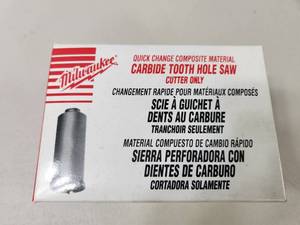 Milwaukee
QUICK CHANGE COMPOSITE MATERIAL
CARBIDE TOOTH HOLE SAW
CUTTER ONLY
CHANGEMENT RAPIDE POUR MATÉRIAUX COMPOSÉS
SCIE À GUICHET À
DENTS AU CARBURE
TRANCHOIR SEULEMENT
MATERIAL COMPUESTO DE CAMBIO RÁPIDO
SIERRA PERFORADORA CON
DIENTES DE CARBURO
CORTADORA SOLAMENTE